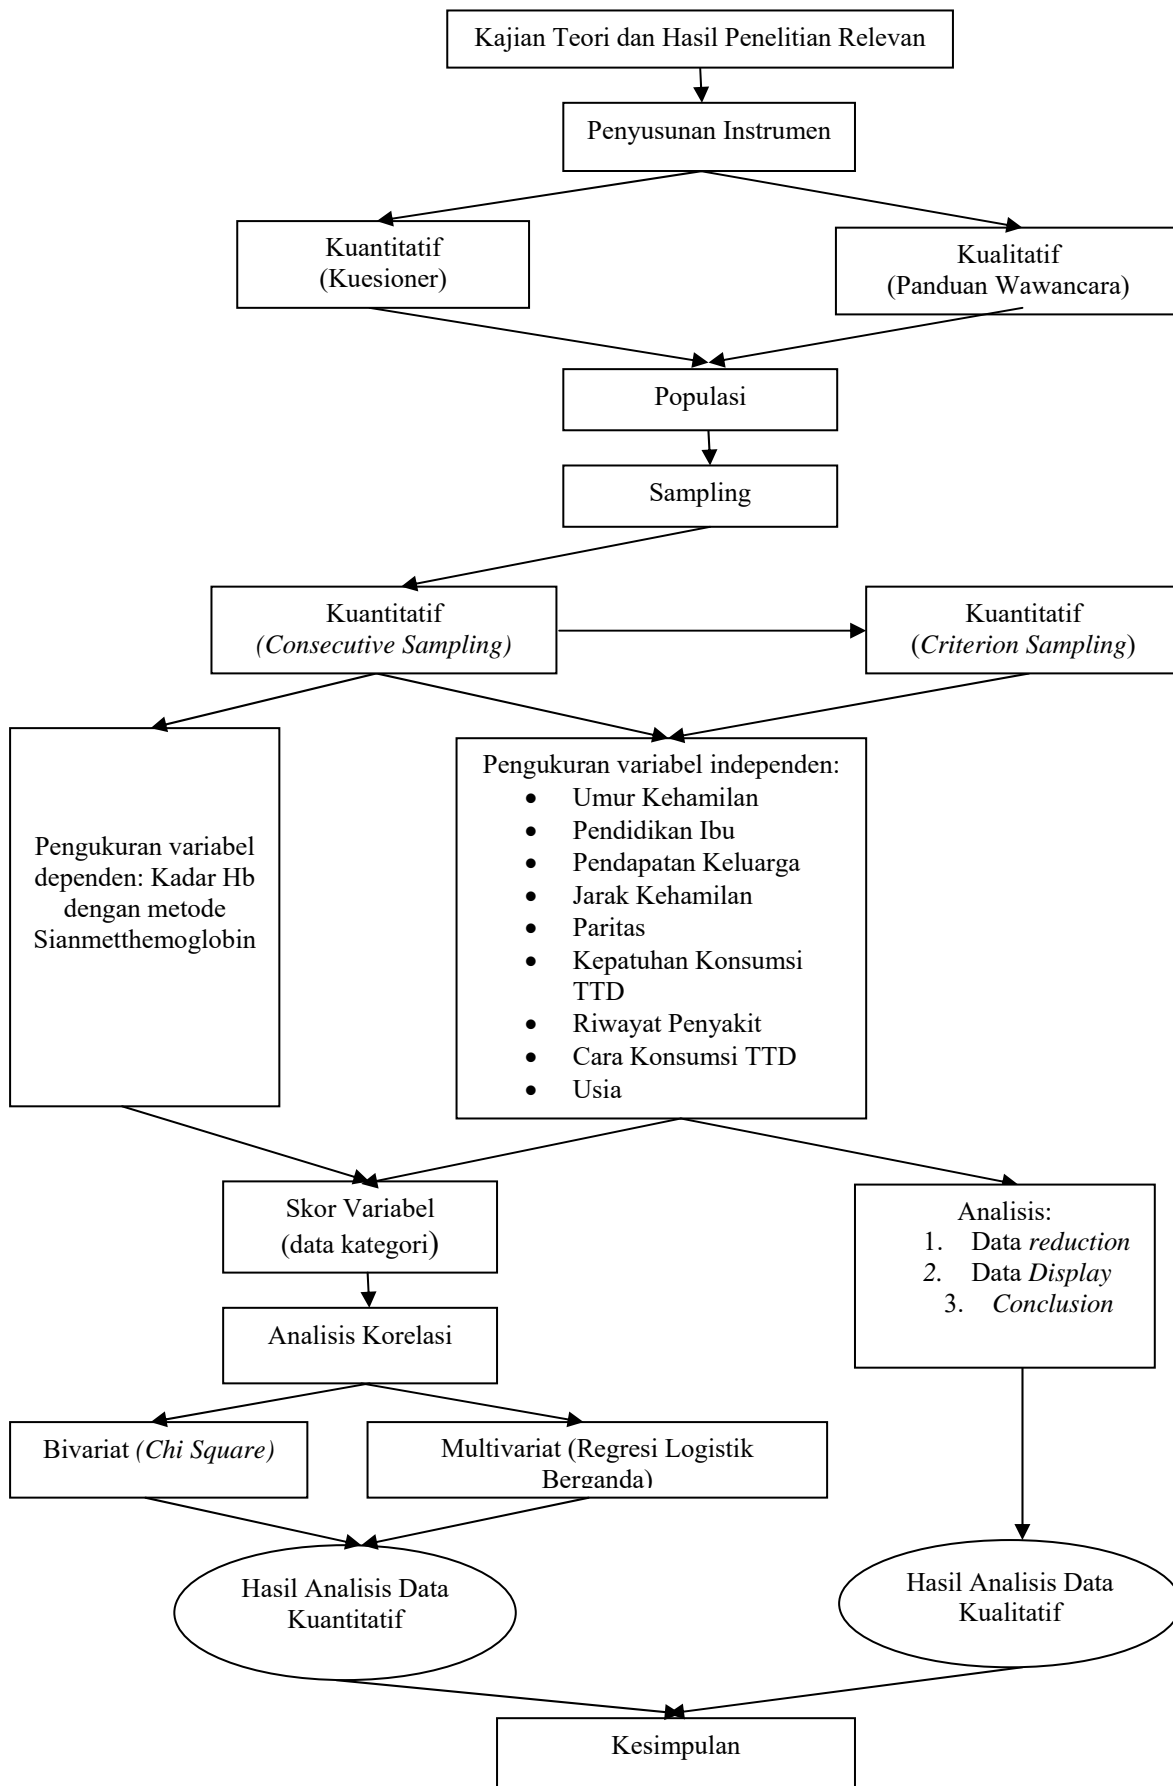 Kajian Teori dan Hasil Penelitian Relevan
Penyusunan Instrumen
Kuantitatif
(Kuesioner)
Kualitatif
(Panduan Wawancara)
Populasi
Sampling
Kuantitatif
(Consecutive Sampling)
Kuantitatif
(Criterion Sampling)
Pengukuran variabel
dependen: Kadar Hb
dengan metode
Sianmetthemoglobin
Pengukuran variabel independen:
• Umur Kehamilan
• Pendidikan Ibu
• Pendapatan Keluarga
• Jarak Kehamilan
• Paritas
• Kepatuhan Konsumsi
TTD
• Riwayat Penyakit
• Cara Konsumsi TTD
• Usia
Skor Variabel
(data kategori)
Analisis:
1. Data reduction
2. Data Display
3. Conclusion
Analisis Korelasi
Bivariat (Chi Square)
Multivariat (Regresi Logistik
Berganda)
Hasil Analisis Data
Kuantitatif
Hasil Analisis Data
Kualitatif
Kesimpulan